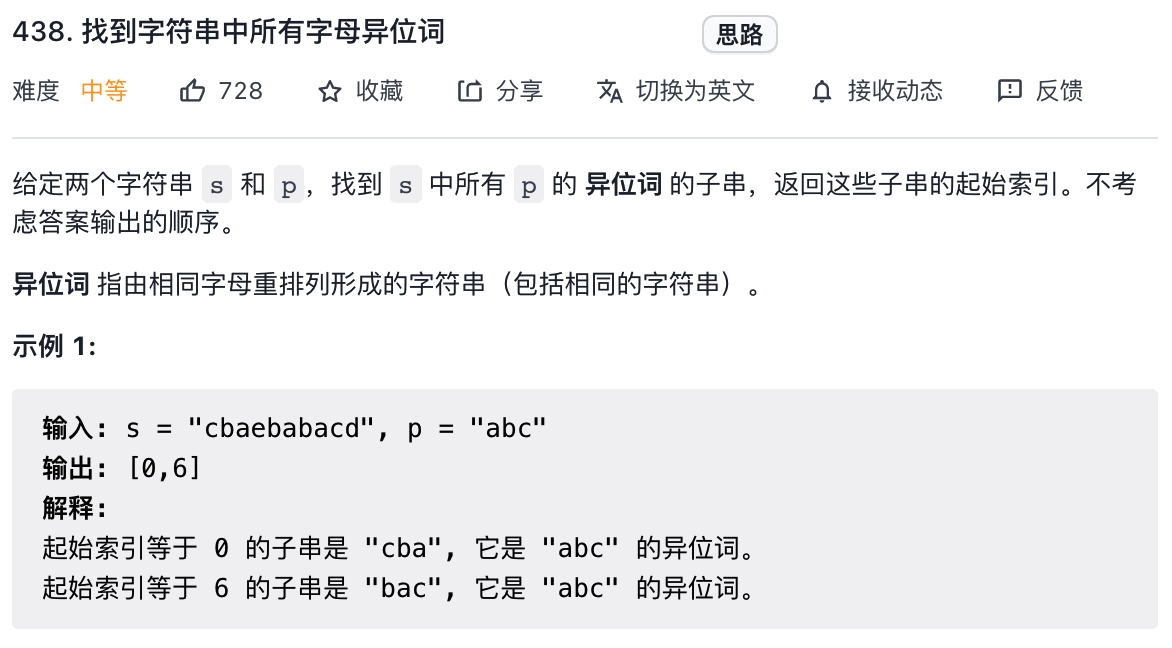 438. 找到字符串中所有字母异位词
思路
难度 中等 728 收藏 分享 切换为英文 接收动态 反馈
给定两个字符串 s 和 p，找到 s 中所有 p 的 异位词 的子串，返回这些子串的起始索引。不考
虑答案输出的顺序。
异位词 指由相同字母重排列形成的字符串（包括相同的字符串）。
示例 1:
输入: s = "cbaebabacd", p = "abc"
输出: [0,6]
解释:
起始索引等于 0 的子串是 "cba", 它是 "abc" 的异位词。
起始索引等于 6 的子串是 "bac", 它是 "abc" 的异位词。